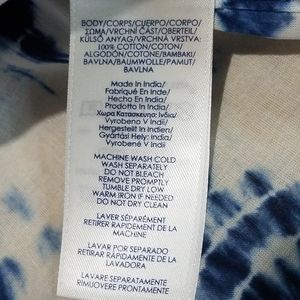 BODY/CORPS/CUERPO/CORPO/
ΣΩΜΑ/VRCHNÍ ČÁST/OBERTEIL/
KÜLSŐ ANYAG/VRCHNÁ VRSTVA:
100% COTTON/COTON/
ALGODÓN/COTONE/BAMBAKI/
BAVLNA/BAUMWOLLE/PAMUT/
BAVLNA
Made In India/
Fabriqué En Inde/
Hecho En India/
Prodotto In India/
Χωρα Κατασκευης: Ινδια/
Vyrobeno V Indii/
Hergestellt In Indien/
Gyártási Hely: India/
Vyrobené V Indii
MACHINE WASH COLD
WASH SEPARATELY
DO NOT BLEACH
REMOVE PROMPTLY
TUMBLE DRY LOW
WARM IRON IF NEEDED
DO NOT DRY CLEAN
LAVER SÉPARÉMENT
RETIRER RAPIDEMENT DE LA
MACHINE
LAVAR POR SEPARADO
RETIRAR RÁPIDAMENTE DE LA
LAVADORA
LAVARE SEPARATAMENTE
RIMUOVERE PRONTAMENTE